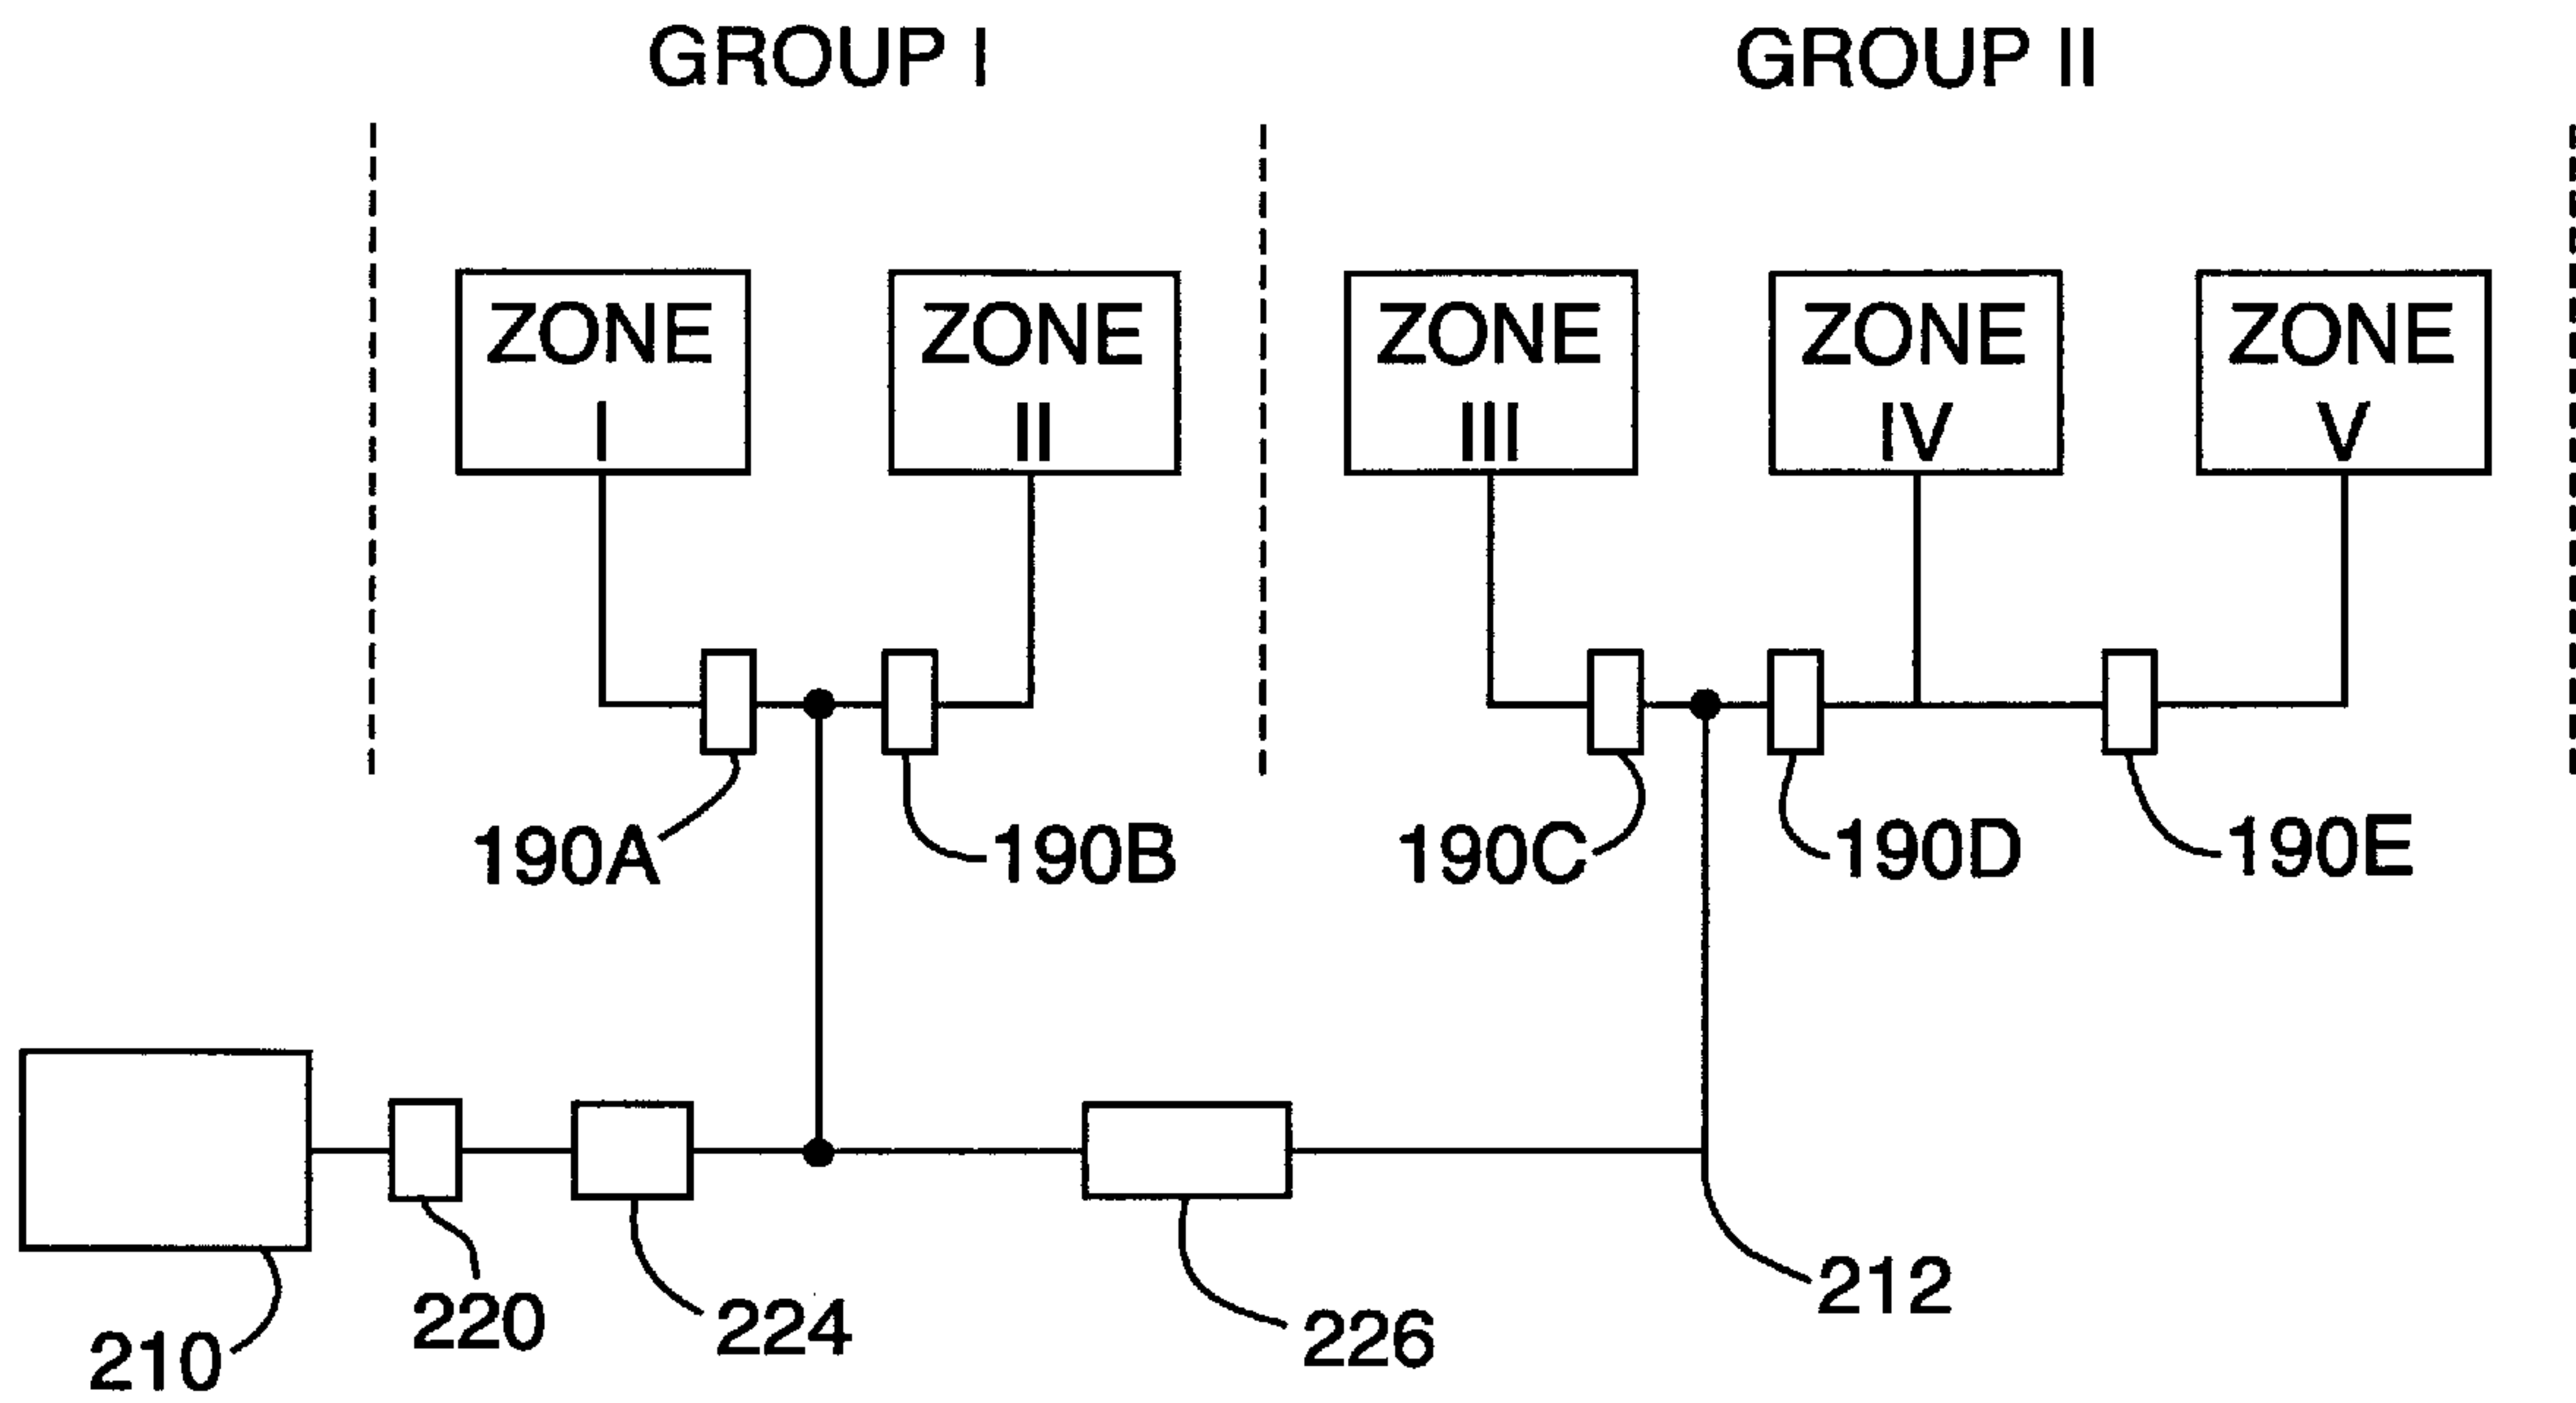 GROUP I
GROUP II
ZONE
I
ZONE
II
ZONE
III
ZONE
IV
ZONE
V
190A
190B
190C
190D
190E
210
220
224
226
212